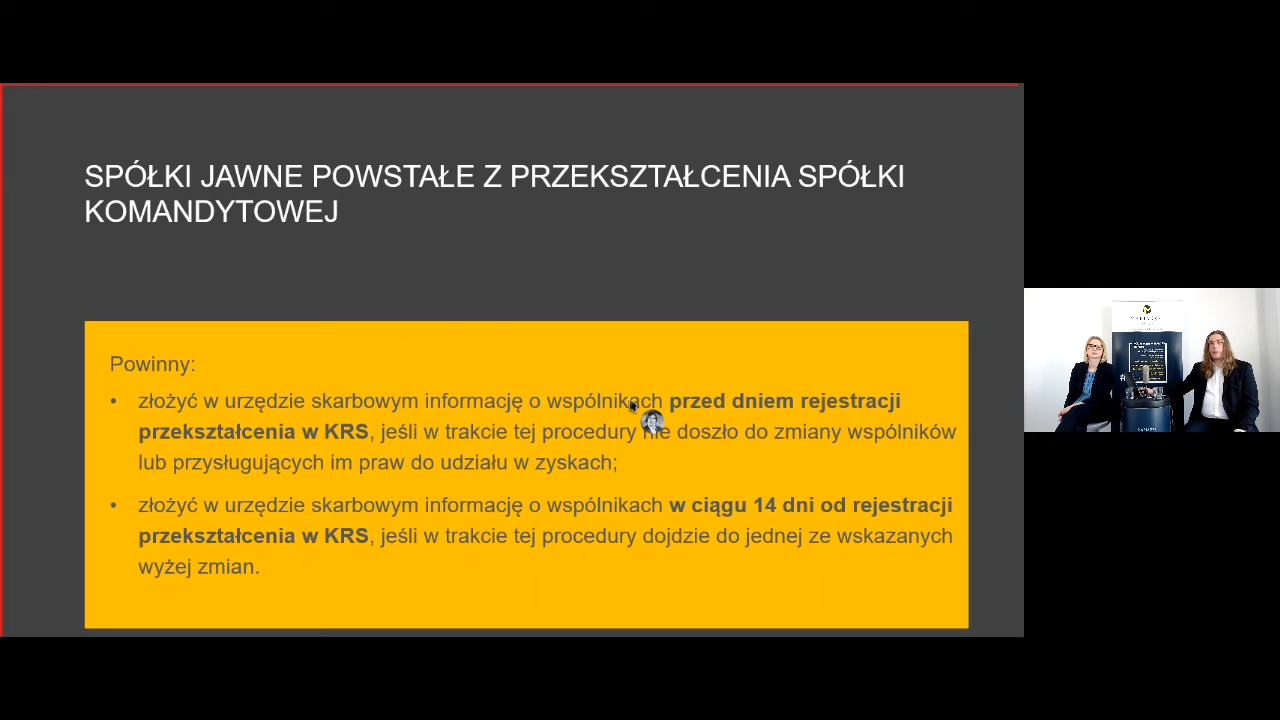 SPÓŁKI JAWNE POWSTAŁE Z PRZEKSZTAŁCENIA SPÓŁKI
KOMANDYTOWEJ
Powinny:
• złożyć w urzędzie skarbowym informację o wspólnikach przed dniem rejestracji
przekształcenia w KRS, jeśli w trakcie tej procedury nie doszło do zmiany wspólników
lub przysługujących im praw do udziału w zyskach;
• złożyć w urzędzie skarbowym informację o wspólnikach w ciągu 14 dni od rejestracji
przekształcenia w KRS, jeśli w trakcie tej procedury dojdzie do jednej ze wskazanych
wyżej zmian.